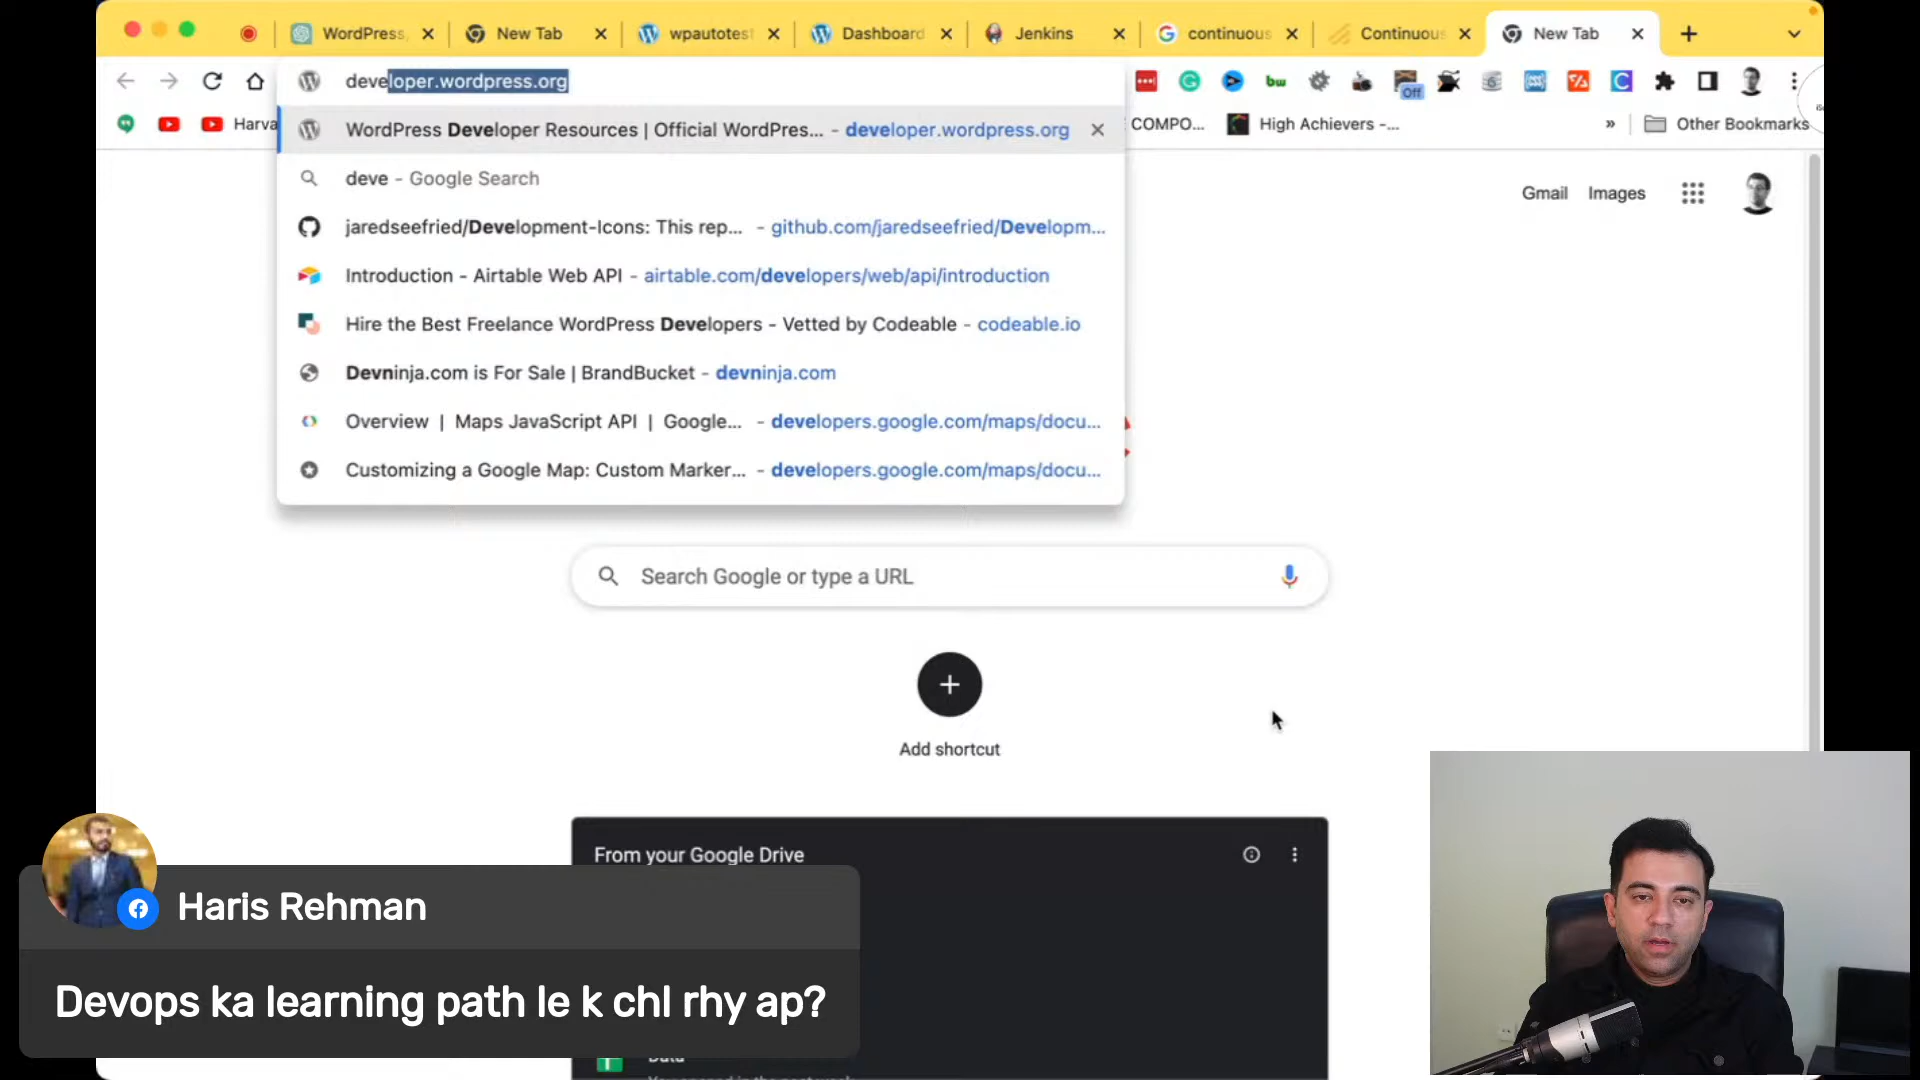 WordPress,
New Tab
wpautotest
Dashboard
Jenkins
continuous
Continuous
New Tab
developer.wordpress.org
bw
Off
Harva
COMPO...
High Achievers -...
»
Other Bookmarks
WordPress Developer Resources | Official WordPres... - developer.wordpress.org
deve - Google Search
jaredseefried/Development-Icons: This rep... - github.com/jaredseefried/Developm...
Introduction - Airtable Web API - airtable.com/developers/web/api/introduction
Hire the Best Freelance WordPress Developers - Vetted by Codeable - codeable.io
Devninja.com is For Sale | BrandBucket - devninja.com
Overview | Maps JavaScript API | Google... - developers.google.com/maps/docu...
Customizing a Google Map: Custom Marker... - developers.google.com/maps/docu...
Gmail Images
Search Google or type a URL
Add shortcut
From your Google Drive
Haris Rehman
Devops ka learning path le k chl rhy ap?